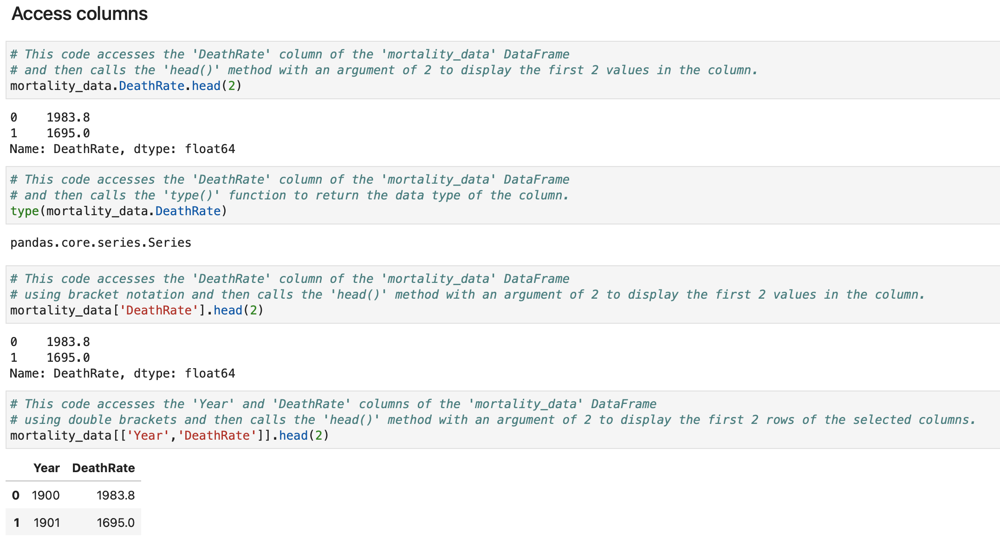 Access columns
# This code accesses the 'DeathRate' column of the 'mortality_data' DataFrame
# and then calls the 'head()' method with an argument of 2 to display the first 2 values in the column.
mortality_data.DeathRate.head(2)
0    1983.8
1    1695.0
Name: DeathRate, dtype: float64
# This code accesses the 'DeathRate' column of the 'mortality_data' DataFrame
# and then calls the 'type()' function to return the data type of the column.
type(mortality_data.DeathRate)
pandas.core.series.Series
# This code accesses the 'DeathRate' column of the 'mortality_data' DataFrame
# using bracket notation and then calls the 'head()' method with an argument of 2 to display the first 2 values in the column.
mortality_data['DeathRate'].head(2)
0    1983.8
1    1695.0
Name: DeathRate, dtype: float64
# This code accesses the 'Year' and 'DeathRate' columns of the 'mortality_data' DataFrame
# using double brackets and then calls the 'head()' method with an argument of 2 to display the first 2 rows of the selected columns.
mortality_data[['Year','DeathRate']].head(2)
Year DeathRate
0 1900 1983.8
1 1901 1695.0